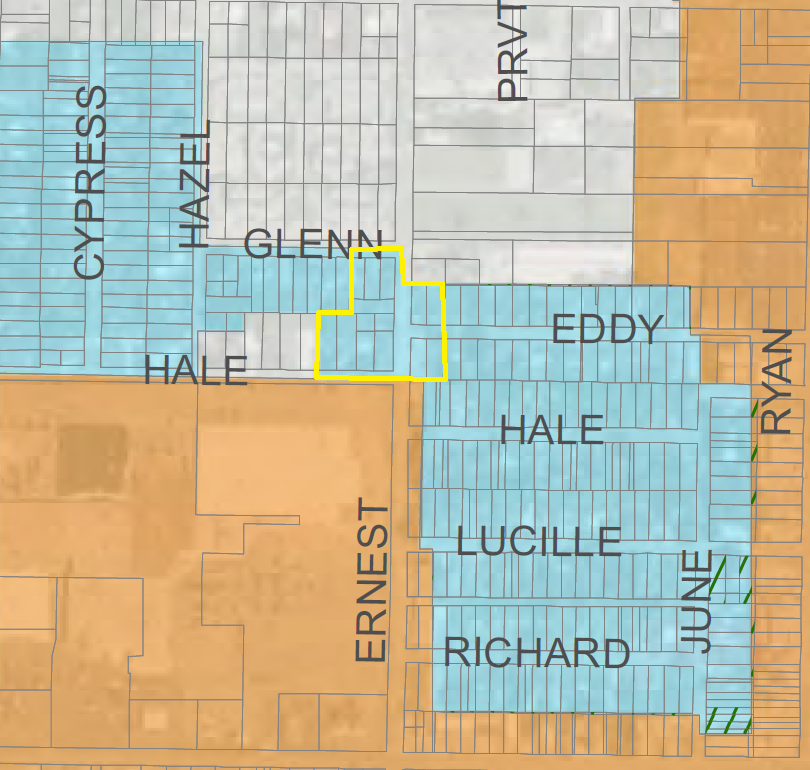 PRVT
CYPRESS
HAZEL
GLENN
EDDY
RYAN
HALE
HALE
LUCILLE
ERNEST
JUNE
RICHARD